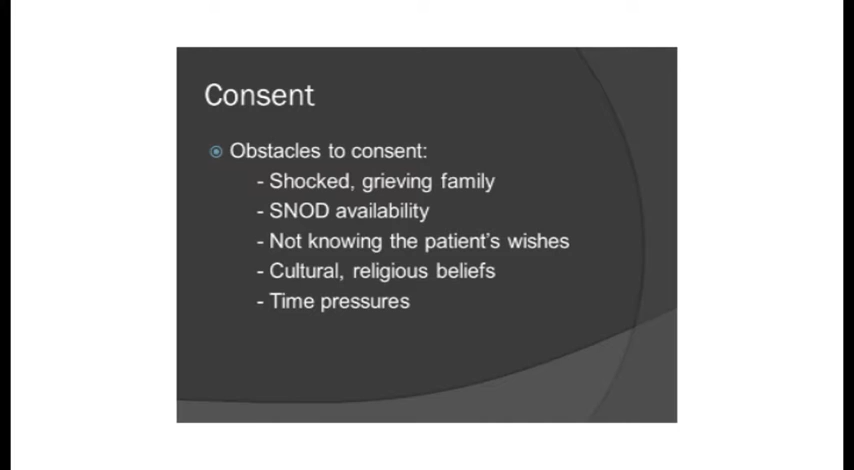 Consent
Obstacles to consent:
- Shocked, grieving family
- SNOD availability
- Not knowing the patient's wishes
- Cultural, religious beliefs
- Time pressures